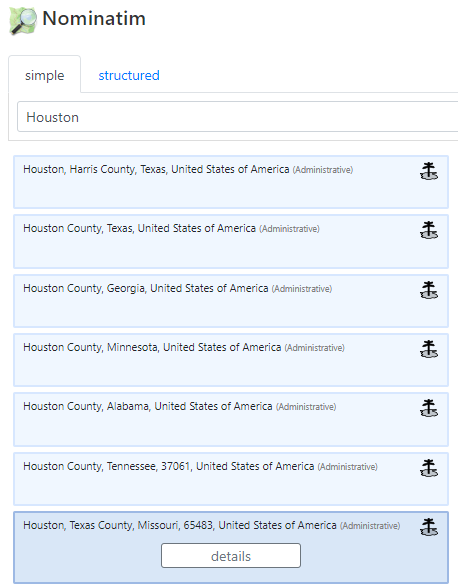 Nominatim
simple structured
Houston
Houston, Harris County, Texas, United States of America (Administrative)
Houston County, Texas, United States of America (Administrative)
Houston County, Georgia, United States of America (Administrative)
Houston County, Minnesota, United States of America (Administrative)
Houston County, Alabama, United States of America (Administrative)
Houston County, Tennessee, 37061, United States of America (Administrative)
Houston, Texas County, Missouri, 65483, United States of America (Administrative)
details